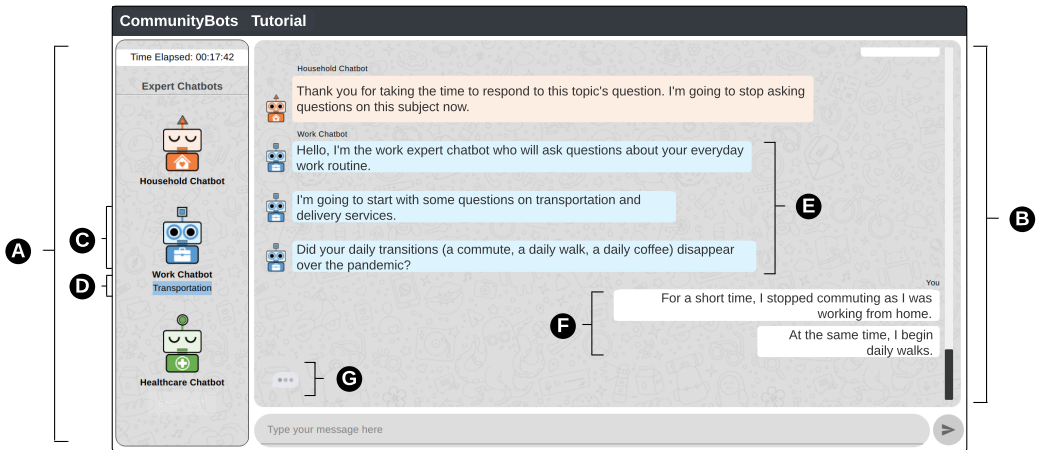 CommunityBots Tutorial
Time Elapsed: 00:17:42
Expert Chatbots
Household Chatbot
Work Chatbot
Transportation
Healthcare Chatbot
A
C
D
Household Chatbot
Thank you for taking the time to respond to this topic's question. I'm going to stop asking
questions on this subject now.
Work Chatbot
Hello, I'm the work expert chatbot who will ask questions about your everyday
work routine.
I'm going to start with some questions on transportation and
delivery services.
Did your daily transitions (a commute, a daily walk, a daily coffee) disappear
over the pandemic?
E
You
For a short time, I stopped commuting as I was
working from home.
At the same time, I begin
daily walks.
F
G
B
Type your message here